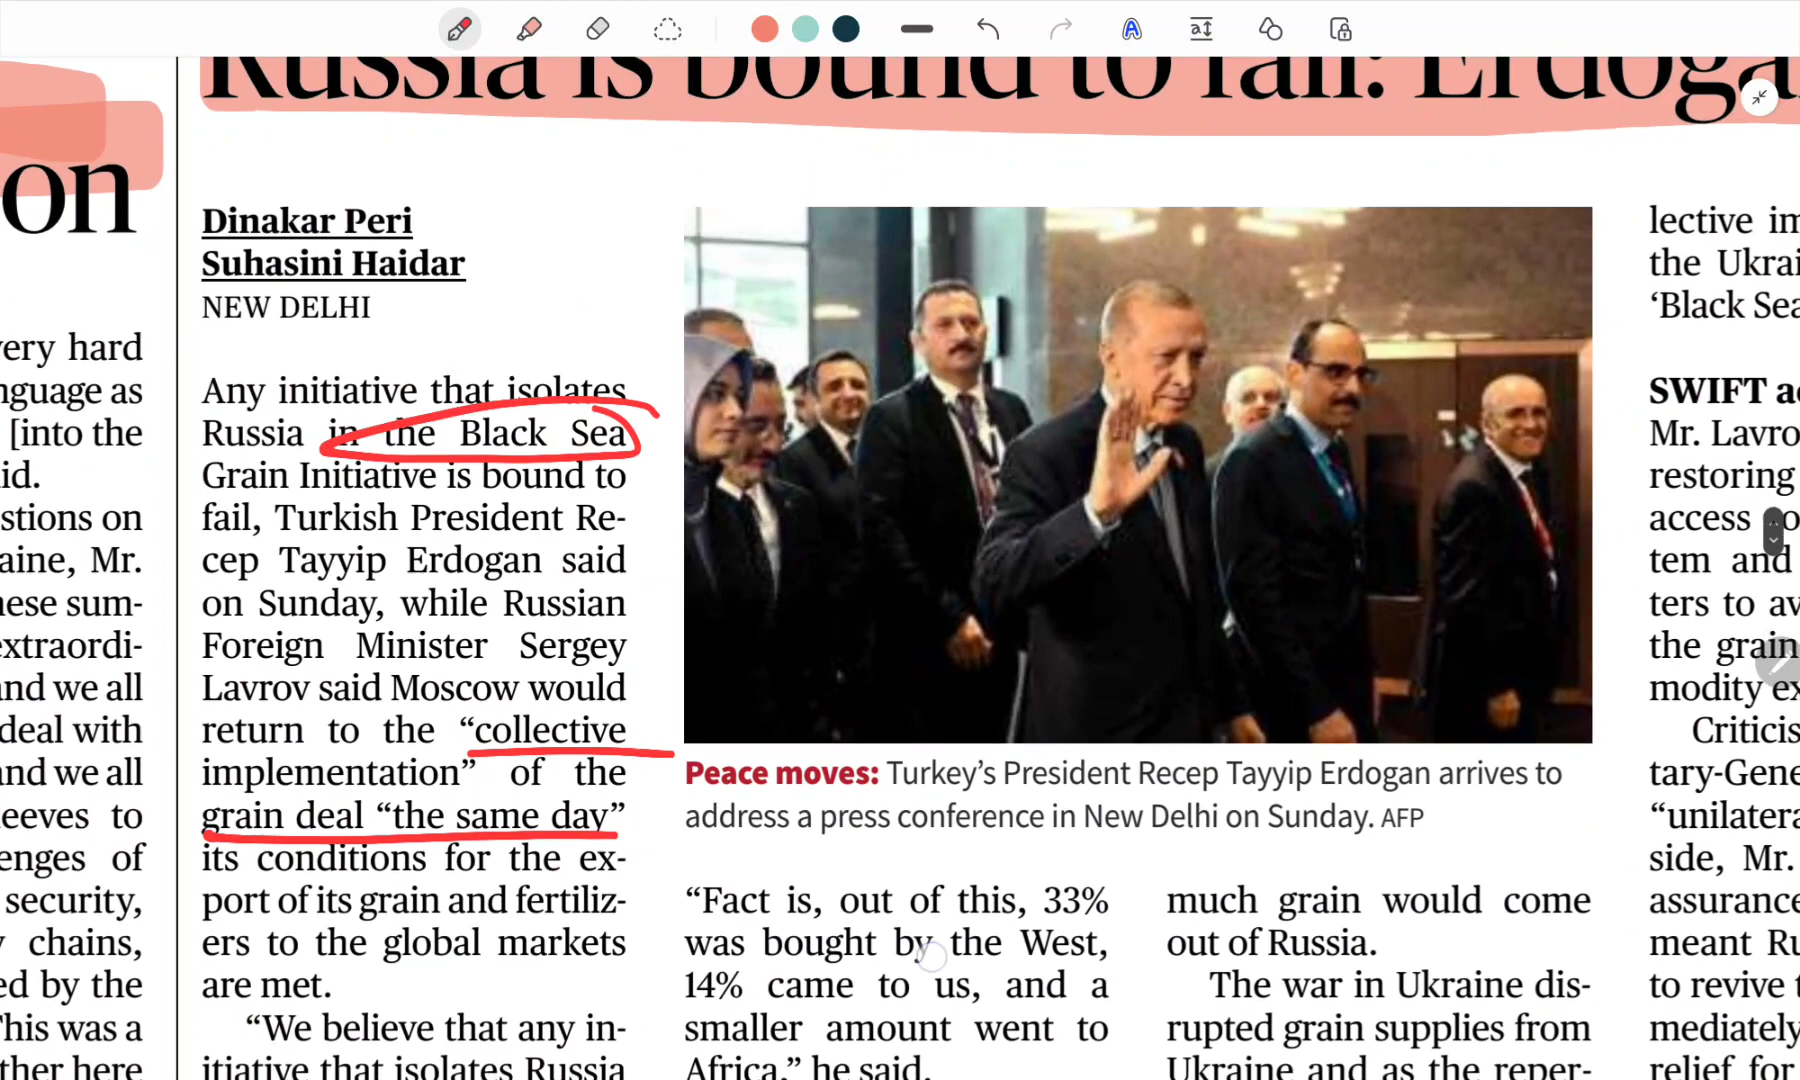 Russia is bound to fail: Erdoga
on
very hard
nguage as
[into the
id.
estions on
aine, Mr.
hese sum-
extraordi-
and we all
deal with
and we all
leeves to
enges of
security,
y chains,
ed by the
This was a
ther here
Dinakar Peri
Suhasini Haidar
NEW DELHI
Any initiative that isolates
Russia in the Black Sea
Grain Initiative is bound to
fail, Turkish President Re-
cep Tayyip Erdogan said
on Sunday, while Russian
Foreign Minister Sergey
Lavrov said Moscow would
return to the “collective
implementation” of the
grain deal “the same day”
its conditions for the ex-
port of its grain and fertiliz-
ers to the global markets
are met.
“We believe that any in-
itiative that isolates Russia
Peace moves: Turkey’s President Recep Tayyip Erdogan arrives to
address a press conference in New Delhi on Sunday. AFP
“Fact is, out of this, 33%
was bought by the West,
14% came to us, and a
smaller amount went to
Africa,” he said.
much grain would come
out of Russia.
The war in Ukraine dis-
rupted grain supplies from
Ukraine and as the reper-
lective im
the Ukrai
‘Black Sea
SWIFT ac
Mr. Lavro
restoring
access to
tem and
ters to av
the grain
modity ex
Criticis
tary-Gene
“unilatera
side, Mr.
assurance
meant Ru
to revive t
mediately
relief for